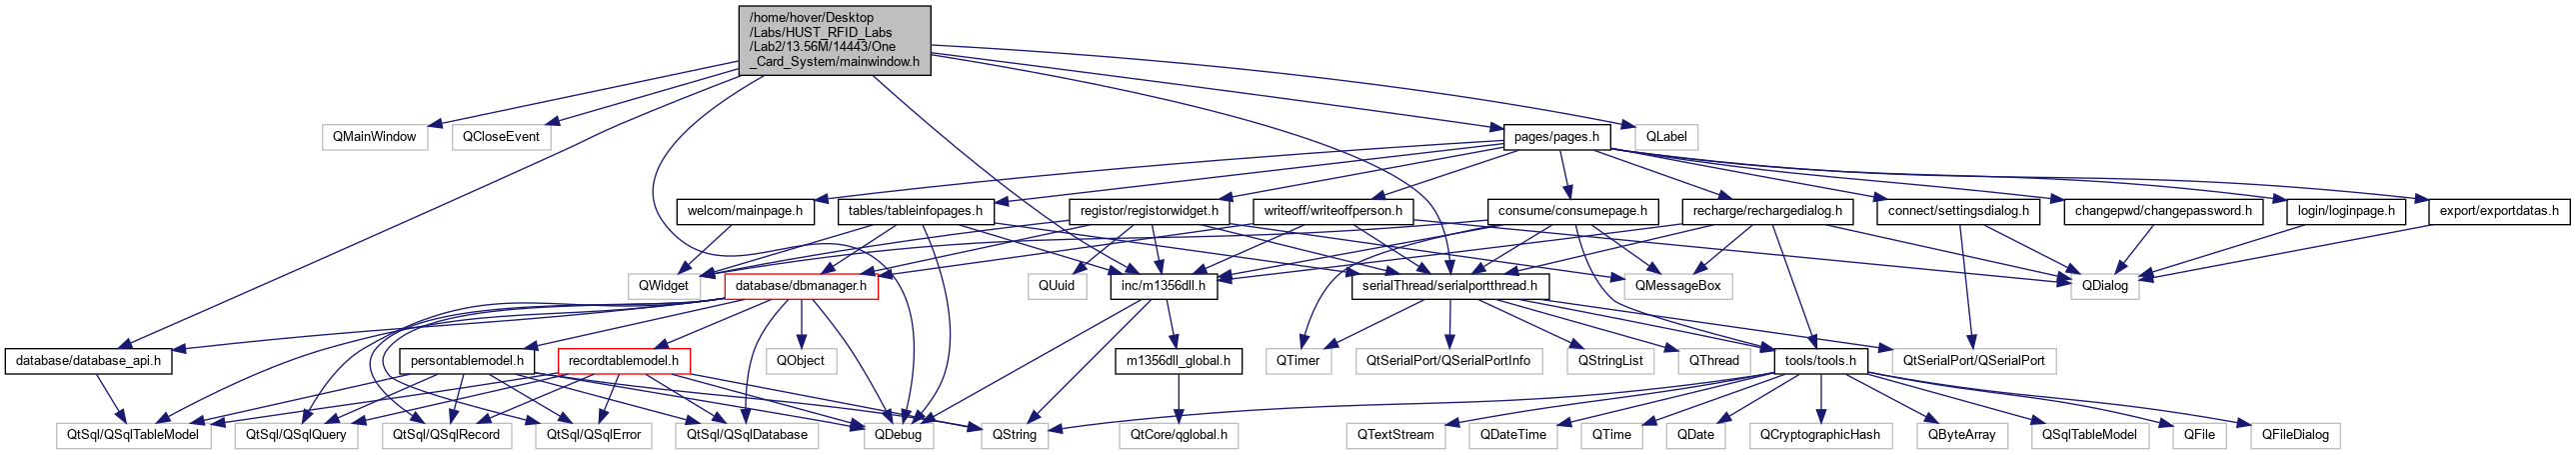 /home/hover/Desktop
/Labs/HUST_RFID_Labs
/Lab2/13.56M/14443/One
_Card_System/mainwindow.h
QMainWindow
QCloseEvent
pages/pages.h
QLabel
welcom/mainpage.h
tables/tableinfopages.h
registor/registorwidget.h
writeoff/writeoffperson.h
consume/consumepage.h
recharge/rechargedialog.h
connect/settingsdialog.h
changepwd/changepassword.h
login/loginpage.h
export/exportdatas.h
QWidget
database/dbmanager.h
QUuid
inc/m1356dll.h
serialThread/serialportthread.h
QMessageBox
QDialog
database/database_api.h
persontablemodel.h
recordtablemodel.h
QObject
m1356dll_global.h
QTimer
QtSerialPort/QSerialPortInfo
QStringList
QThread
tools/tools.h
QtSerialPort/QSerialPort
QtSql/QSqlTableModel
QtSql/QSqlQuery
QtSql/QSqlRecord
QtSql/QSqlError
QtSql/QSqlDatabase
QDebug
QString
QtCore/qglobal.h
QTextStream
QDateTime
QTime
QDate
QCryptographicHash
QByteArray
QSqlTableModel
QFile
QFileDialog